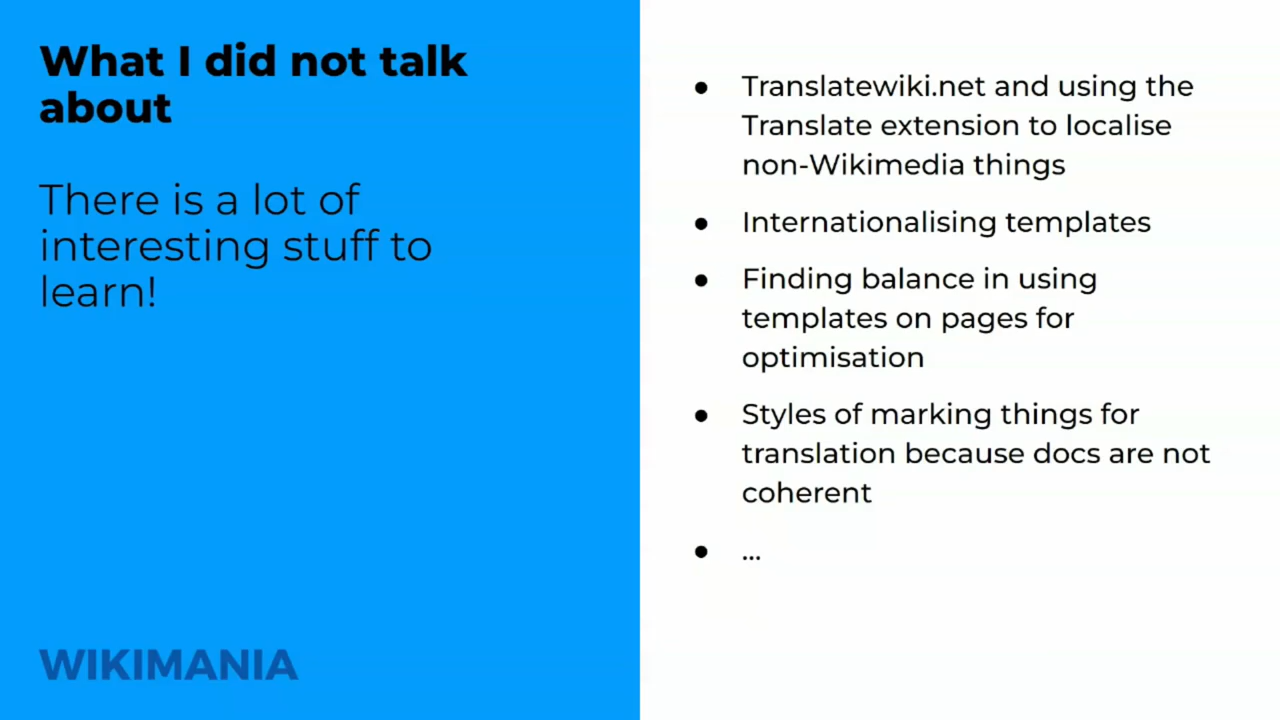 What I did not talk
about
There is a lot of
interesting stuff to
learn!
WIKIMANIA
● Translatewiki.net and using the
Translate extension to localise
non-Wikimedia things
● Internationalising templates
● Finding balance in using
templates on pages for
optimisation
● Styles of marking things for
translation because docs are not
coherent
● ...